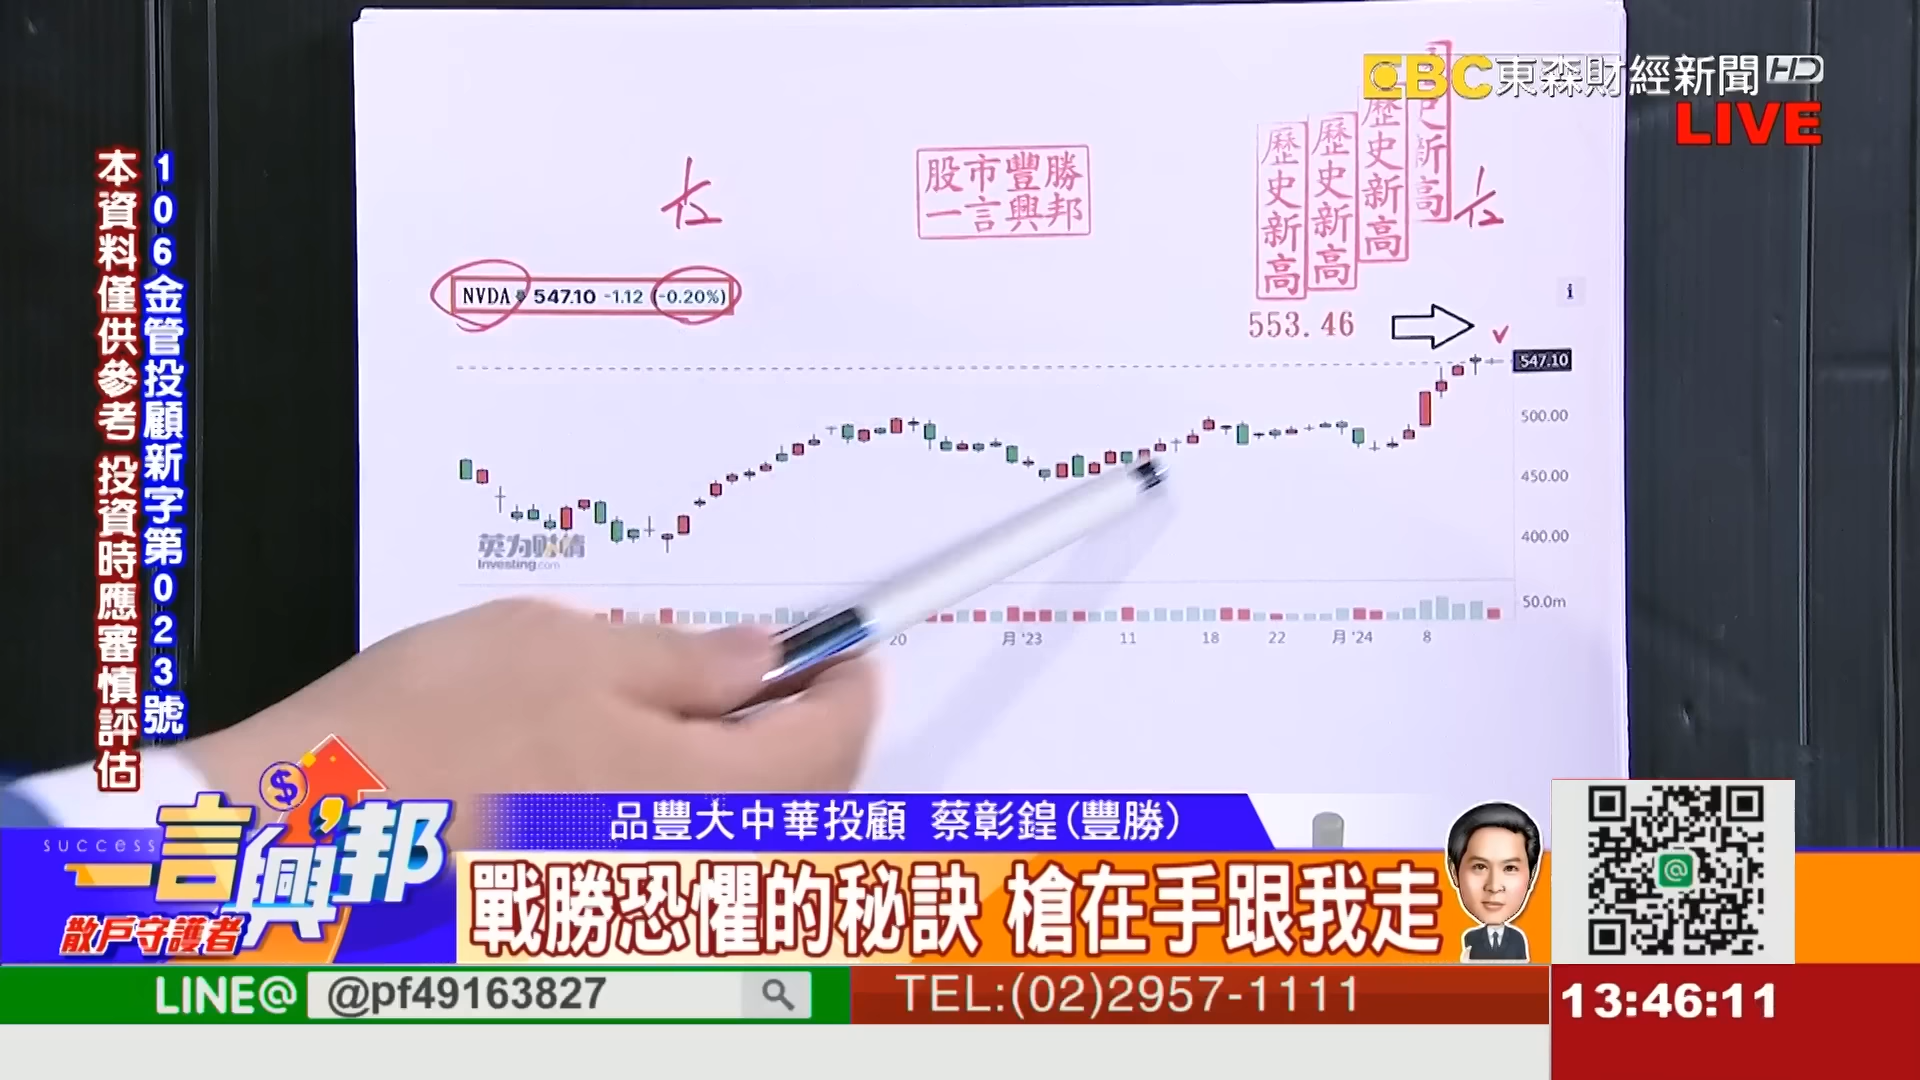 EBC東森財經新聞HD
LIVE
106金管投顧新字第023號
本資料僅供參考 投資時應審慎評估
股市豐勝
一言興邦
歷史新高
歷史新高
歷史新高
史新高
NVDA 547.10 -1.12 (-0.20%)
553.46
i
547.10
500.00
450.00
400.00
50.0m
英为财情
Investing.com
20
月 '23
11
18
22
月 '24
8
success
一言興邦
散戶守護者
品豐大中華投顧 蔡彰鍠(豐勝)
戰勝恐懼的秘訣 槍在手跟我走
LINE@ @pf49163827
TEL:(02)2957-1111
13:46:11